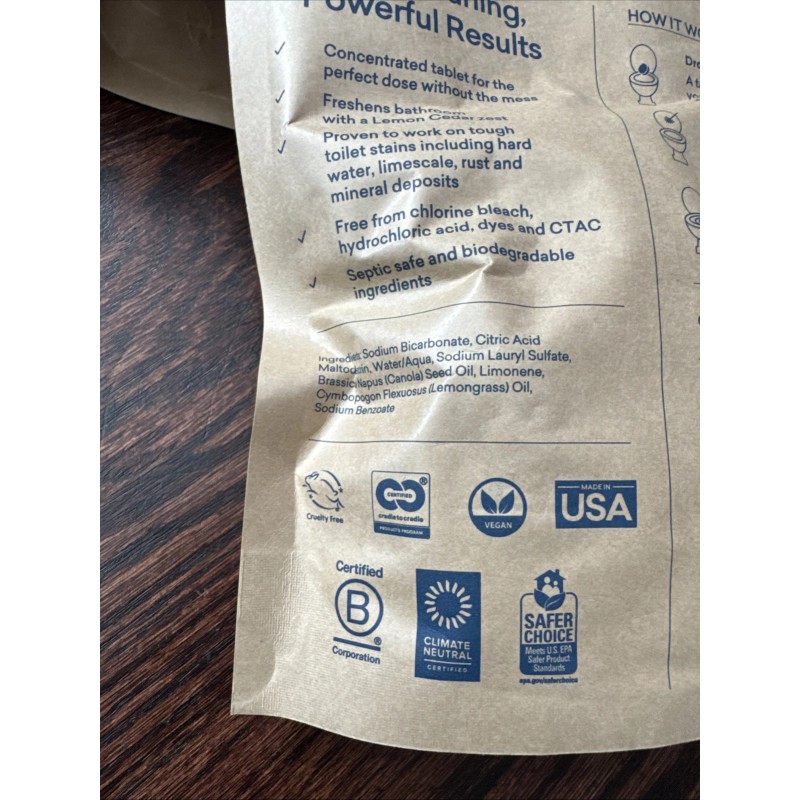 Powerful Results
Concentrated tablet for the
perfect dose without the mess
Freshens bathroom
with a Lemon Cedar zest
Proven to work on tough
toilet stains including hard
water, limescale, rust and
mineral deposits
Free from chlorine bleach,
hydrochloric acid, dyes and CTAC
Septic safe and biodegradable
ingredients
Sodium Bicarbonate, Citric Acid
Water/Aqua, Sodium Lauryl Sulfate,
Napus (Canola) Seed Oil, Limonene,
Cymbopogon Flexuosus (Lemongrass) Oil,
Sodium Benzoate
Cruelty Free
CERTIFIED
®
cradletocradle
PRODUCTS PROGRAM
VEGAN
MADE IN
USA
Certified
B
®
Corporation
CLIMATE
NEUTRAL
CERTIFIED
SAFER
CHOICE
Meets U.S. EPA
Safer Product
Standards
epa.gov/saferchoice
HOW IT